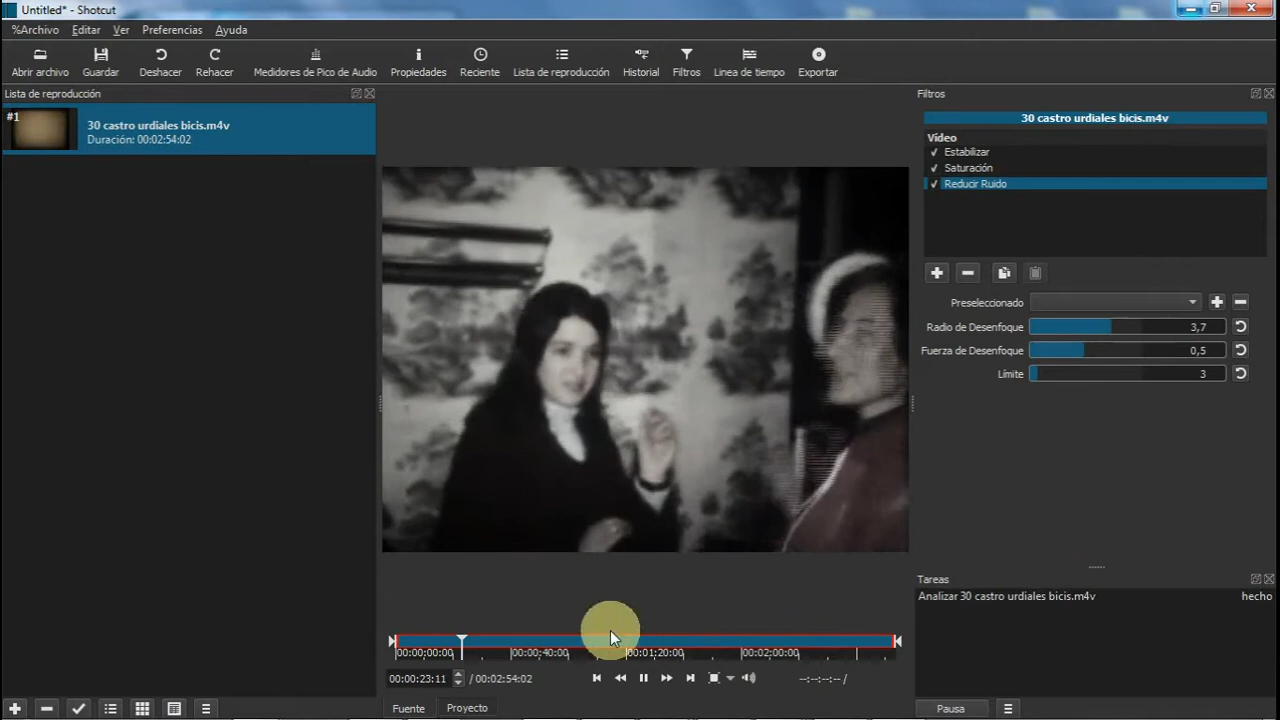 Untitled* - Shotcut
%Archivo Editar Ver Preferencias Ayuda
Abrir archivo Guardar Deshacer Rehacer Medidores de Pico de Audio Propiedades Reciente Lista de reproducción Historial Filtros Linea de tiempo Exportar
Lista de reproducción
#1
30 castro urdiales bicis.m4v
Duración: 00:02:54:02
Filtros
30 castro urdiales bicis.m4v
Vídeo
✓ Estabilizar
✓ Saturación
✓ Reducir Ruido
Preseleccionado
Radio de Desenfoque 3,7
Fuerza de Desenfoque 0,5
Límite 3
Tareas
Analizar 30 castro urdiales bicis.m4v hecho
00:00;00:00 00:00;40:00 00:01;20:00 00:02;00:00
00:00:23:11 / 00:02:54:02 --:--:--:-- /
Fuente Proyecto
Pausa